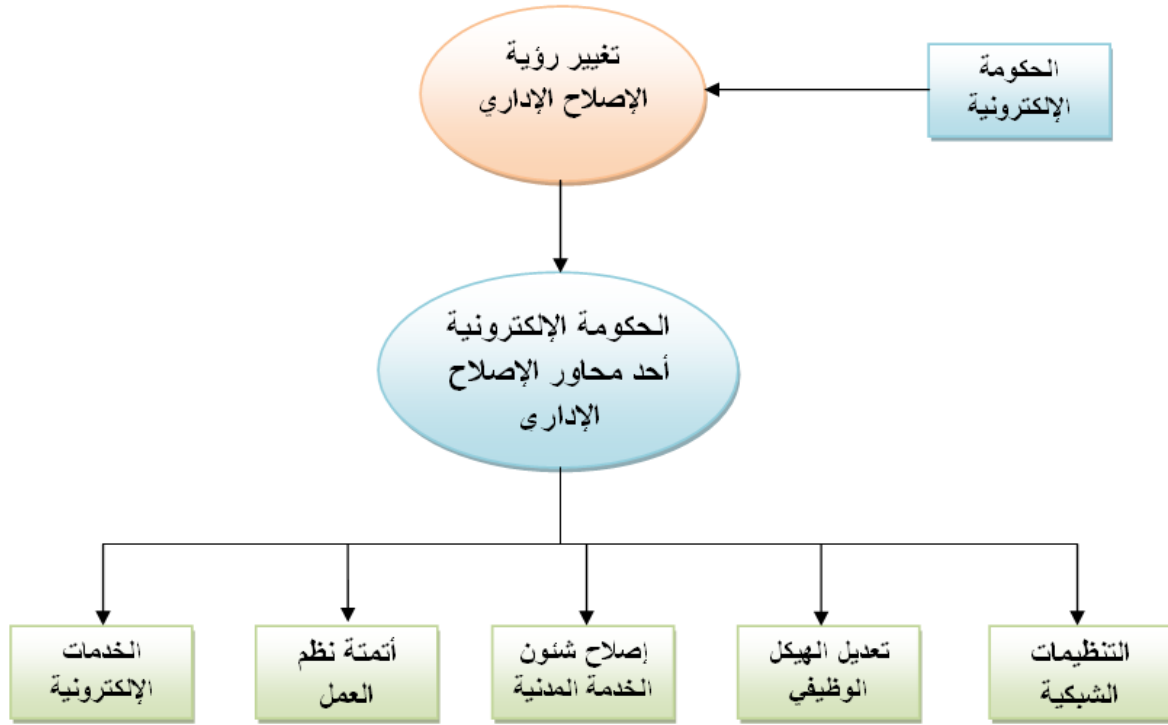 تغيير رؤية
الإصلاح الإداري
الحكومة
الإلكترونية
الحكومة الإلكترونية
أحد محاور الإصلاح
الإدارى
التنظيمات
الشبكية
تعديل الهيكل
الوظيفي
إصلاح شئون
الخدمة المدنية
أتمتة نظم
العمل
الخدمات
الإلكترونية